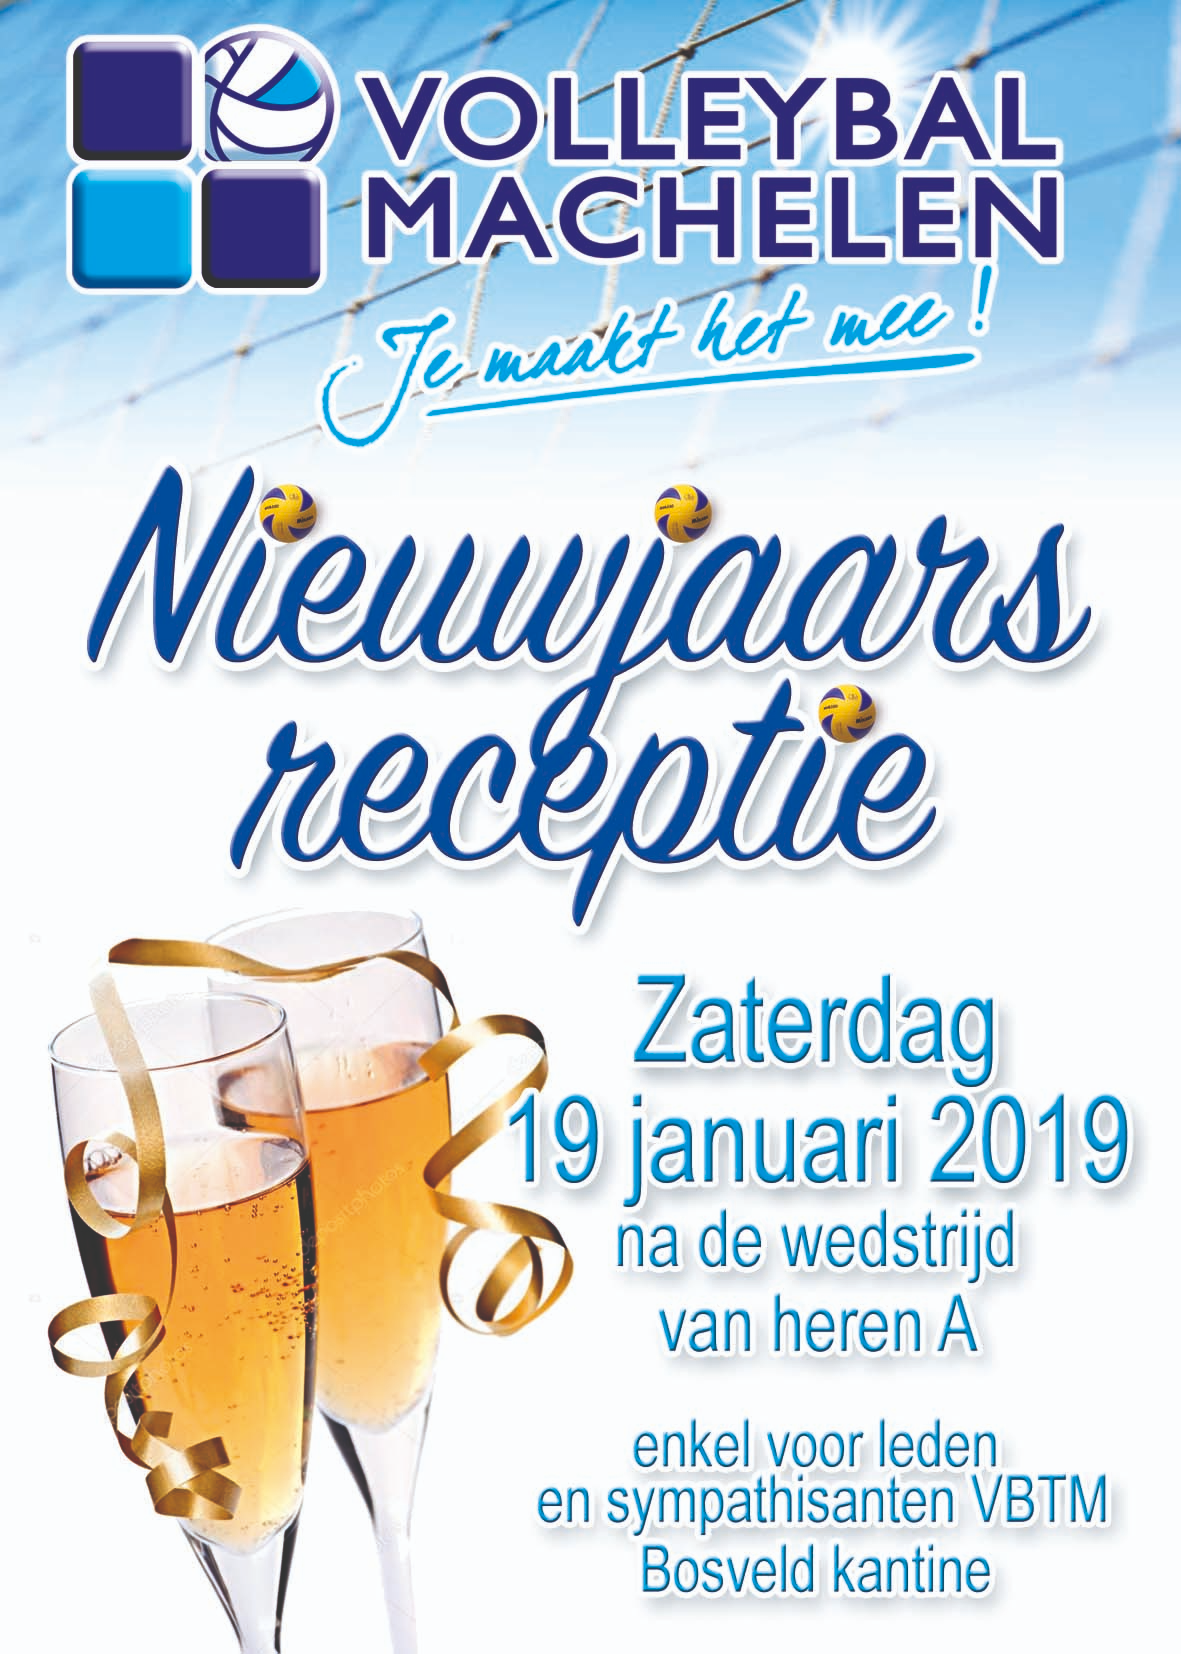 VOLLEYBAL
MACHELEN
Je maakt het mee!
Nieuwjaars
receptie
Zaterdag
19 januari 2019
na de wedstrijd
van heren A
enkel voor leden
en sympathisanten VBTM
Bosveld kantine
depositphotos